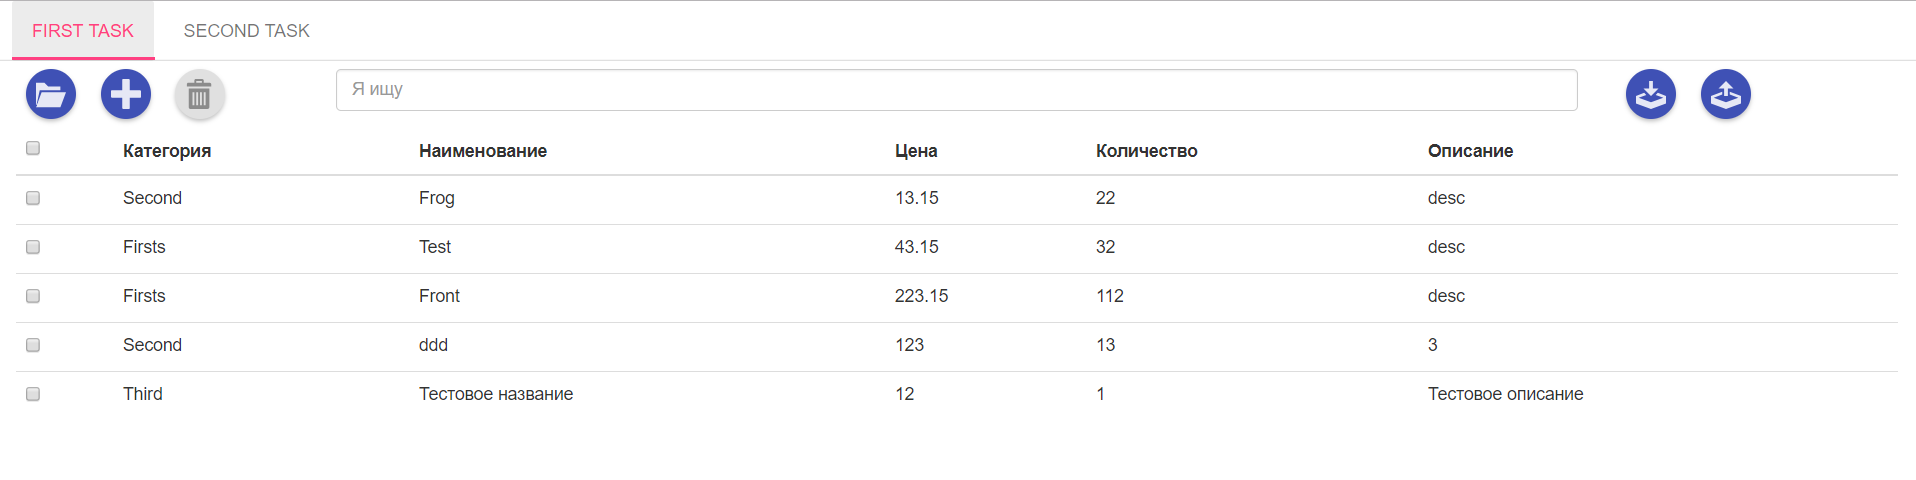 FIRST TASK SECOND TASK
Я ищу
Категория Наименование Цена Количество Описание
Second Frog 13.15 22 desc
Firsts Test 43.15 32 desc
Firsts Front 223.15 112 desc
Second ddd 123 13 3
Third Тестовое название 12 1 Тестовое описание